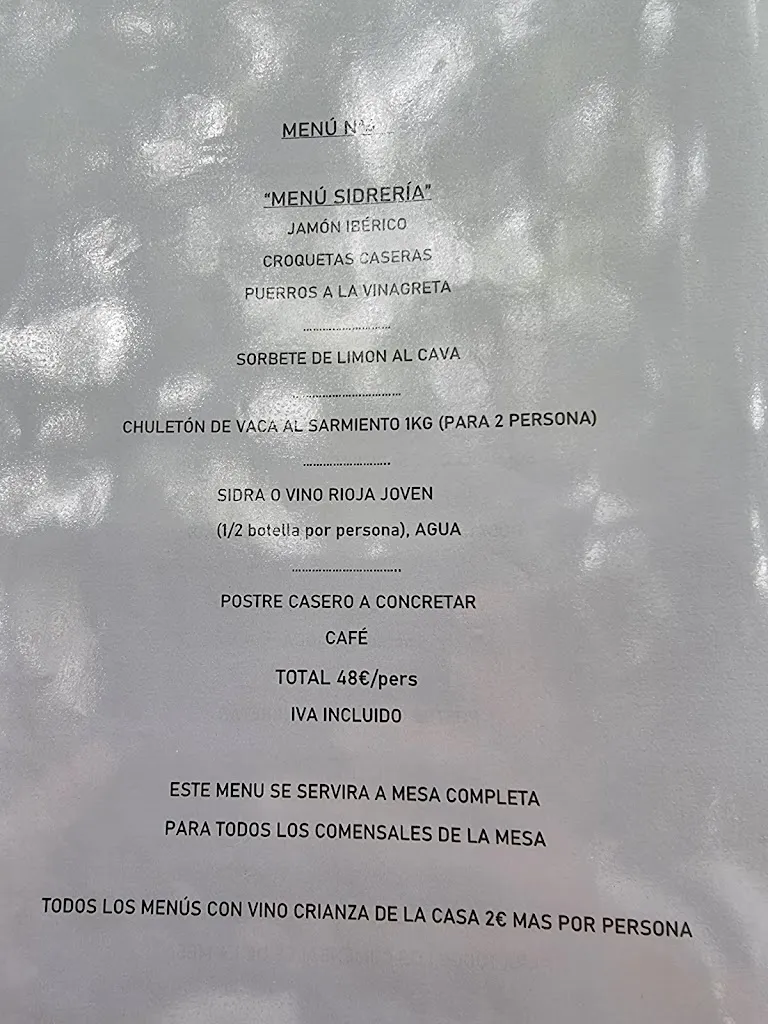 MENÚ
"MENÚ SIDRERÍA"
JAMÓN IBÉRICO
CROQUETAS CASERAS
PUERROS A LA VINAGRETA
............................
SORBETE DE LIMON AL CAVA
............................
CHULETÓN DE VACA AL SARMIENTO 1KG (PARA 2 PERSONA)
............................
SIDRA O VINO RIOJA JOVEN
(1/2 botella por persona), AGUA
............................
POSTRE CASERO A CONCRETAR
CAFÉ
TOTAL 48€/pers
IVA INCLUIDO
ESTE MENU SE SERVIRA A MESA COMPLETA
PARA TODOS LOS COMENSALES DE LA MESA
TODOS LOS MENÚS CON VINO CRIANZA DE LA CASA 2€ MAS POR PERSONA